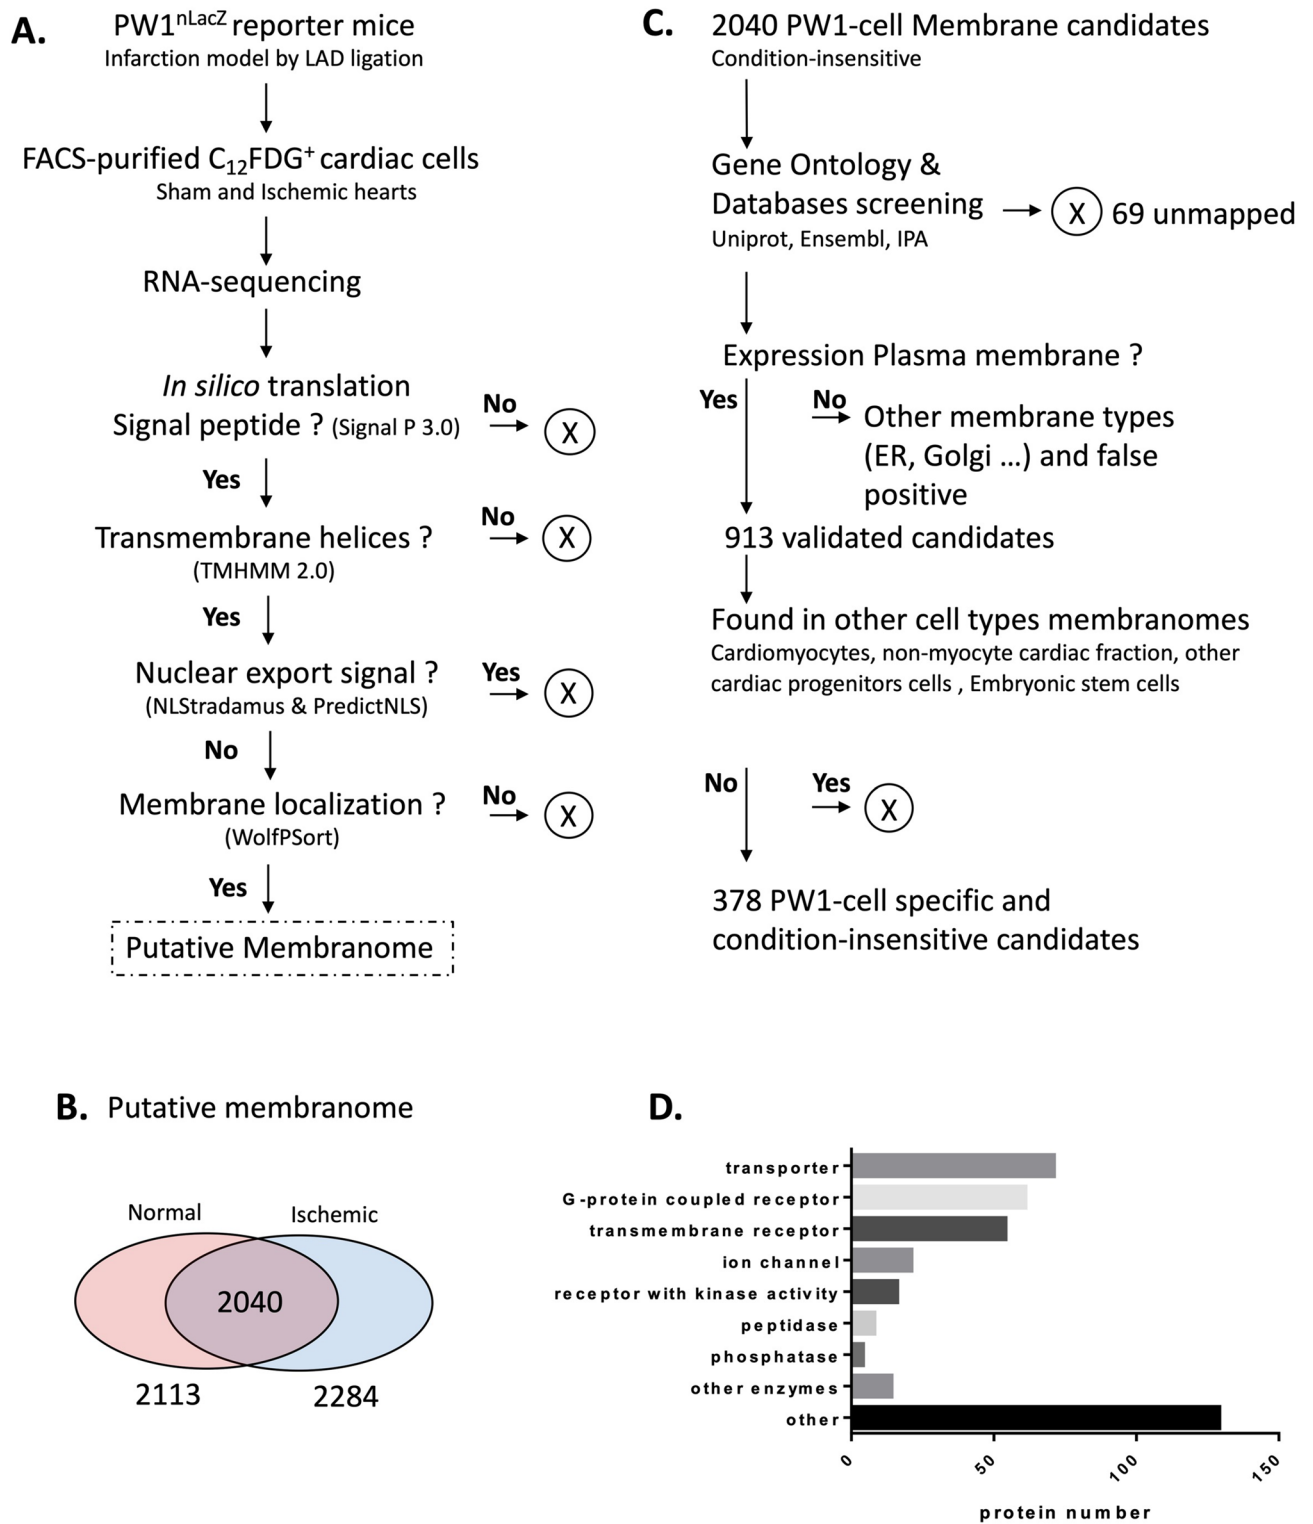 A.
PW1nLacZ reporter mice
Infarction model by LAD ligation
FACS-purified C12FDG+ cardiac cells
Sham and Ischemic hearts
RNA-sequencing
In silico translation
Signal peptide ? (Signal P 3.0)
No
X
Yes
Transmembrane helices ?
(TMHMM 2.0)
No
X
Yes
Nuclear export signal ?
(NLStradamus & PredictNLS)
Yes
X
No
Membrane localization ?
(WolfPSort)
No
X
Yes
Putative Membranome
C.
2040 PW1-cell Membrane candidates
Condition-insensitive
Gene Ontology &
Databases screening
Uniprot, Ensembl, IPA
X 69 unmapped
Expression Plasma membrane ?
Yes
No
Other membrane types
(ER, Golgi ...) and false
positive
913 validated candidates
Found in other cell types membranomes
Cardiomyocytes, non-myocyte cardiac fraction, other
cardiac progenitors cells , Embryonic stem cells
No
Yes
X
378 PW1-cell specific and
condition-insensitive candidates
B. Putative membranome
Normal
Ischemic
2040
2113
2284
D.
transporter
G-protein coupled receptor
transmembrane receptor
ion channel
receptor with kinase activity
peptidase
phosphatase
other enzymes
other
0
50
100
150
protein number